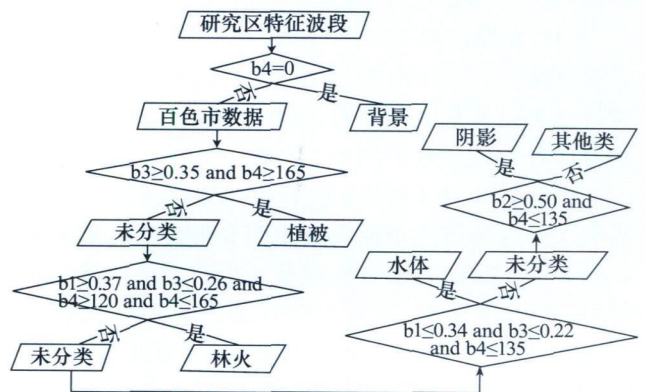 研究区特征波段
b4=0
否
是
百色市数据
背景
b3≥0.35 and b4≥165
否
是
未分类
植被
b1≥0.37 and b3≤0.26 and
b4≥120 and b4≤165
否
是
未分类
林火
b1≤0.34 and b3≤0.22
and b4≤135
是
否
水体
未分类
b2≥0.50 and
b4≤135
是
否
阴影
其他类